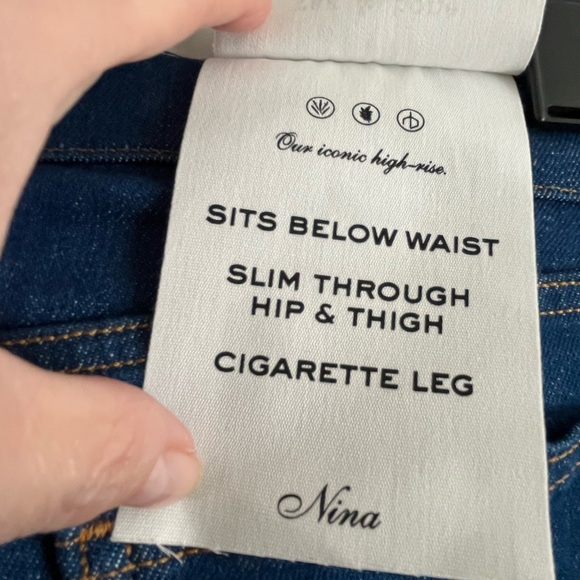 Our iconic high-rise.
SITS BELOW WAIST
SLIM THROUGH
HIP & THIGH
CIGARETTE LEG
Nina